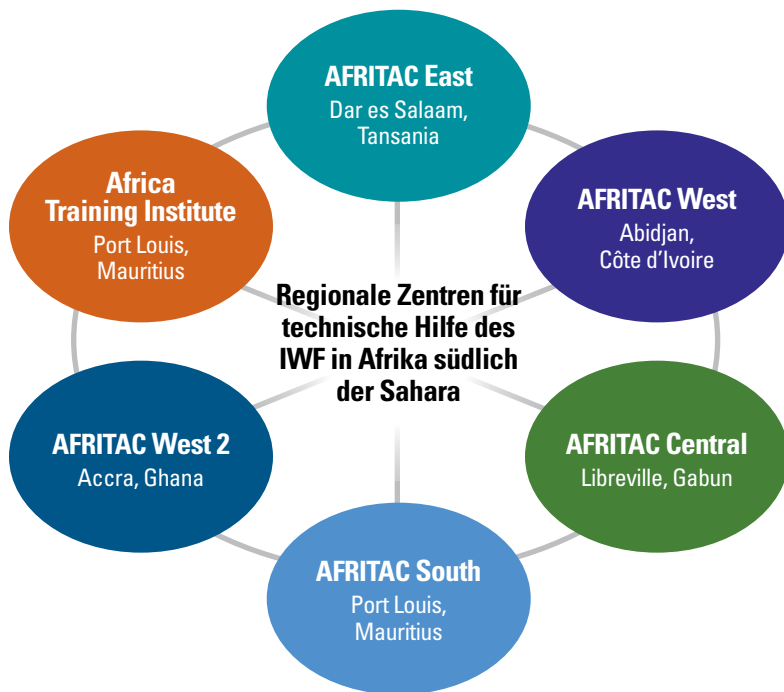 AFRITAC East
Dar es Salaam,
Tansania
Africa
Training Institute
Port Louis,
Mauritius
AFRITAC West
Abidjan,
Côte d’Ivoire
Regionale Zentren für
technische Hilfe des
IWF in Afrika südlich
der Sahara
AFRITAC West 2
Accra, Ghana
AFRITAC Central
Libreville, Gabun
AFRITAC South
Port Louis,
Mauritius